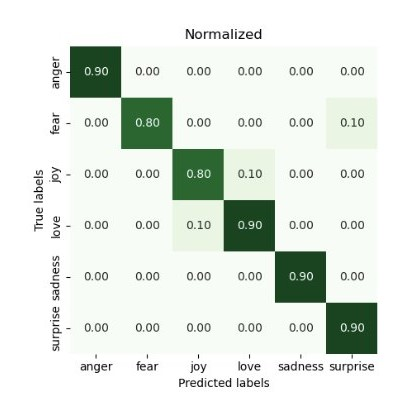 Normalized
True labels
anger 0.90 0.00 0.00 0.00 0.00 0.00
fear 0.00 0.80 0.00 0.00 0.00 0.10
joy 0.00 0.00 0.80 0.10 0.00 0.00
love 0.00 0.00 0.10 0.90 0.00 0.00
sadness 0.00 0.00 0.00 0.00 0.90 0.00
surprise 0.00 0.00 0.00 0.00 0.00 0.90
anger fear joy love sadness surprise
Predicted labels